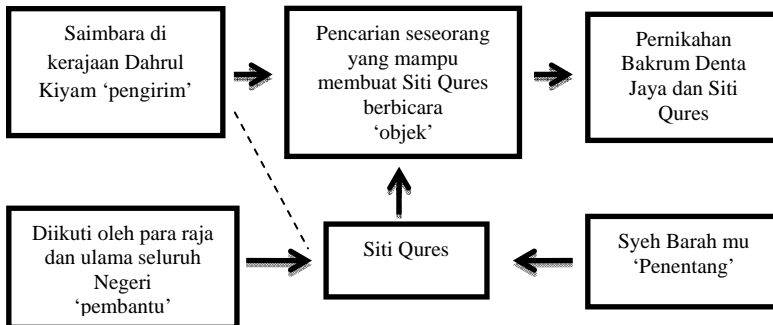 Saimbara di
kerajaan Dahrul
Kiyam ‘pengirim’
Pencarian seseorang
yang mampu
membuat Siti Qures
berbicara
‘objek’
Pernikahan
Bakrum Denta
Jaya dan Siti
Qures
Diikuti oleh para raja
dan ulama seluruh
Negeri
‘pembantu’
Siti Qures
Syeh Barah mu
‘Penentang’